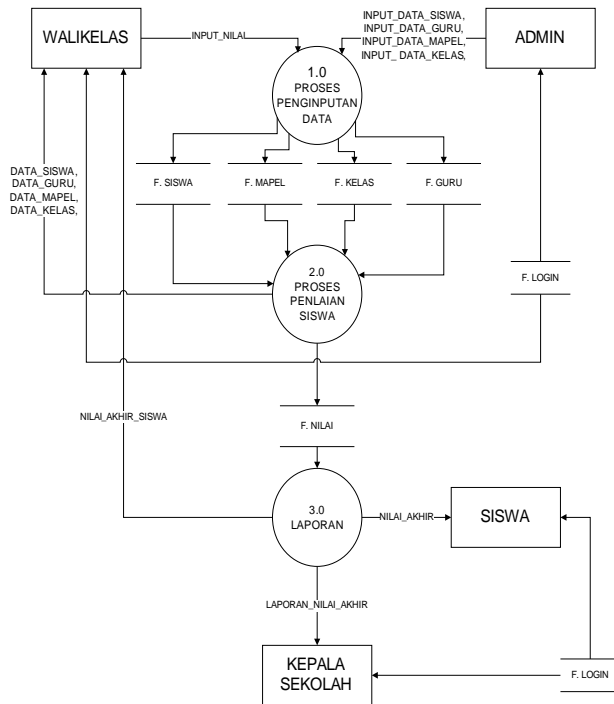 WALIKELAS
INPUT_NILAI
INPUT_DATA_SISWA,
INPUT_DATA_GURU,
INPUT_DATA_MAPEL,
INPUT_ DATA_KELAS,
ADMIN
1.0
PROSES
PENGINPUTAN
DATA
F. SISWA
F. MAPEL
F. KELAS
F. GURU
DATA_SISWA,
DATA_GURU,
DATA_MAPEL,
DATA_KELAS,
2.0
PROSES
PENLAIAN
SISWA
F. LOGIN
F. NILAI
NILAI_AKHIR_SISWA
3.0
LAPORAN
NILAI_AKHIR
SISWA
LAPORAN_NILAI_AKHIR
KEPALA
SEKOLAH
F. LOGIN